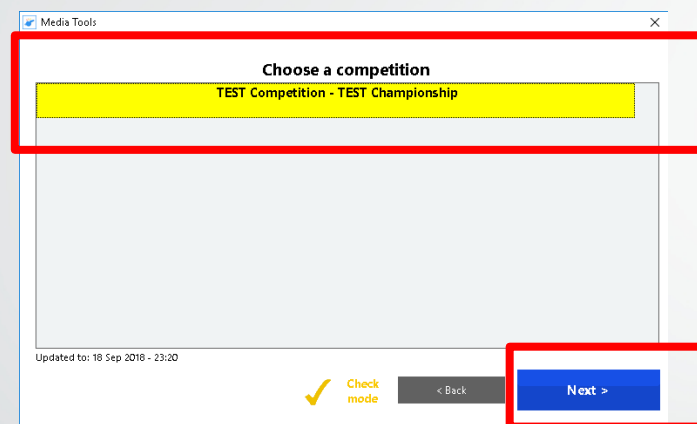 Media Tools
Choose a competition
TEST Competition - TEST Championship
Updated to: 18 Sep 2018 - 23:20
Check
mode
< Back
Next >